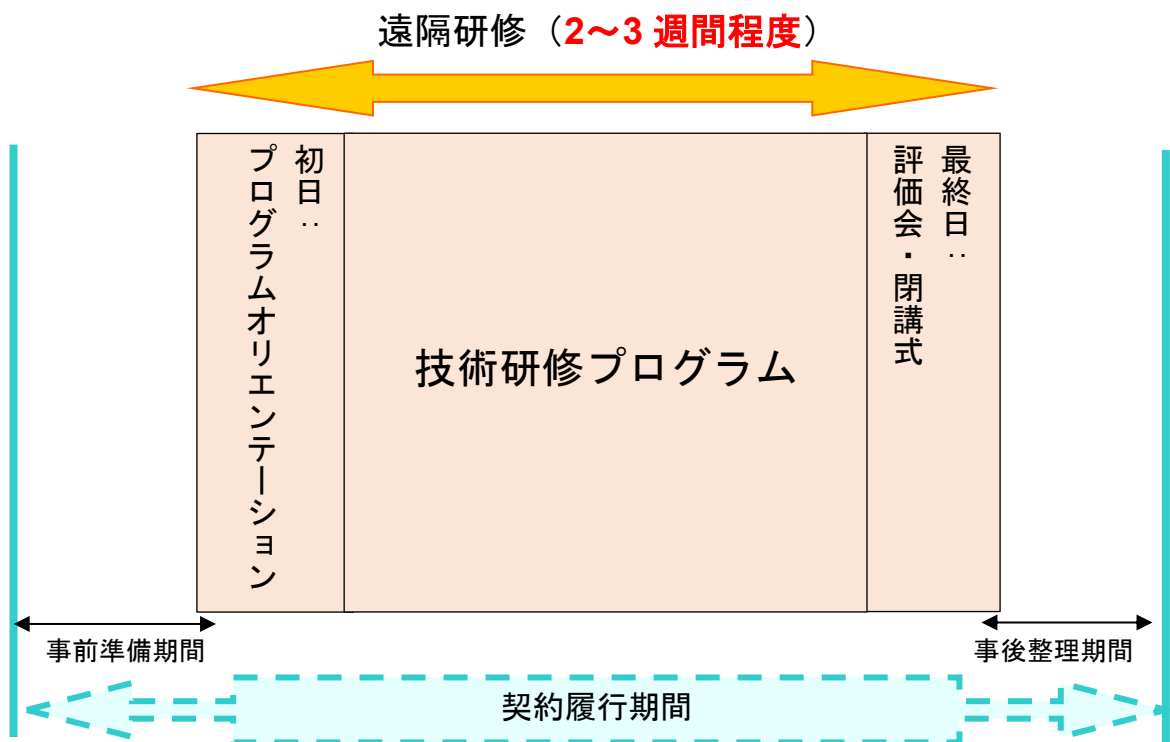 遠隔研修（2～3 週間程度）
初日：
プログラムオリエンテーション
技術研修プログラム
最終日：
評価会・閉講式
事前準備期間
事後整理期間
契約履行期間